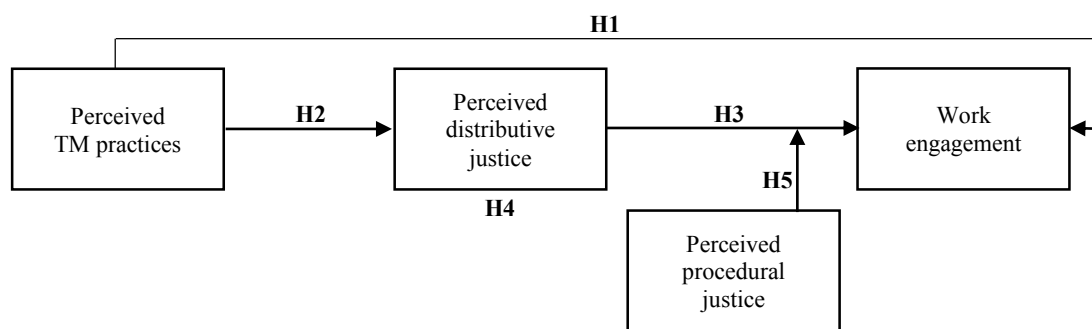 H1
Perceived
TM practices
H2
Perceived
distributive
justice
H4
H3
H5
Perceived
procedural
justice
Work
engagement